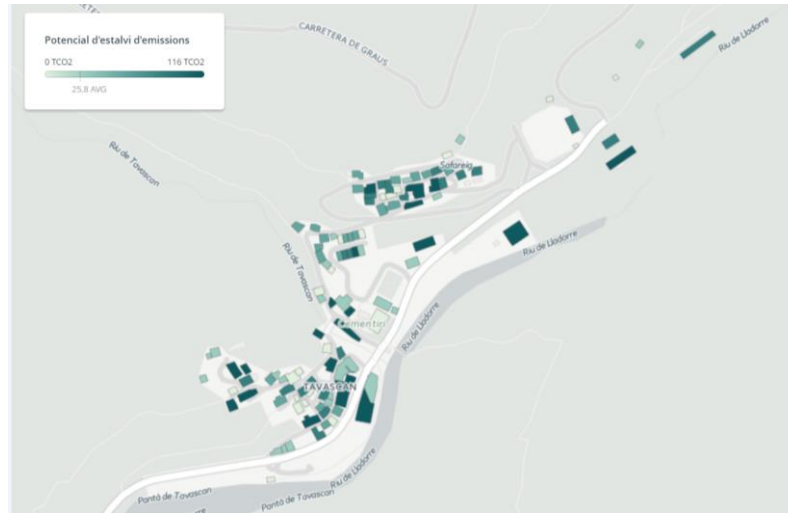 CARRETERA DE GRAUS
Potencial d'estalvi d'emissions
0 TCO2 116 TCO2
25.8 AVG
Riu de Lladorre
Riu de Tavascan
Safareig
Riu de Lladorre
Riu de Tavascan
Cementiri
Riu de Lladorre
TAVASCAN
Riu de Lladorre
Pantà de Tavascan
Pantà de Tavascan